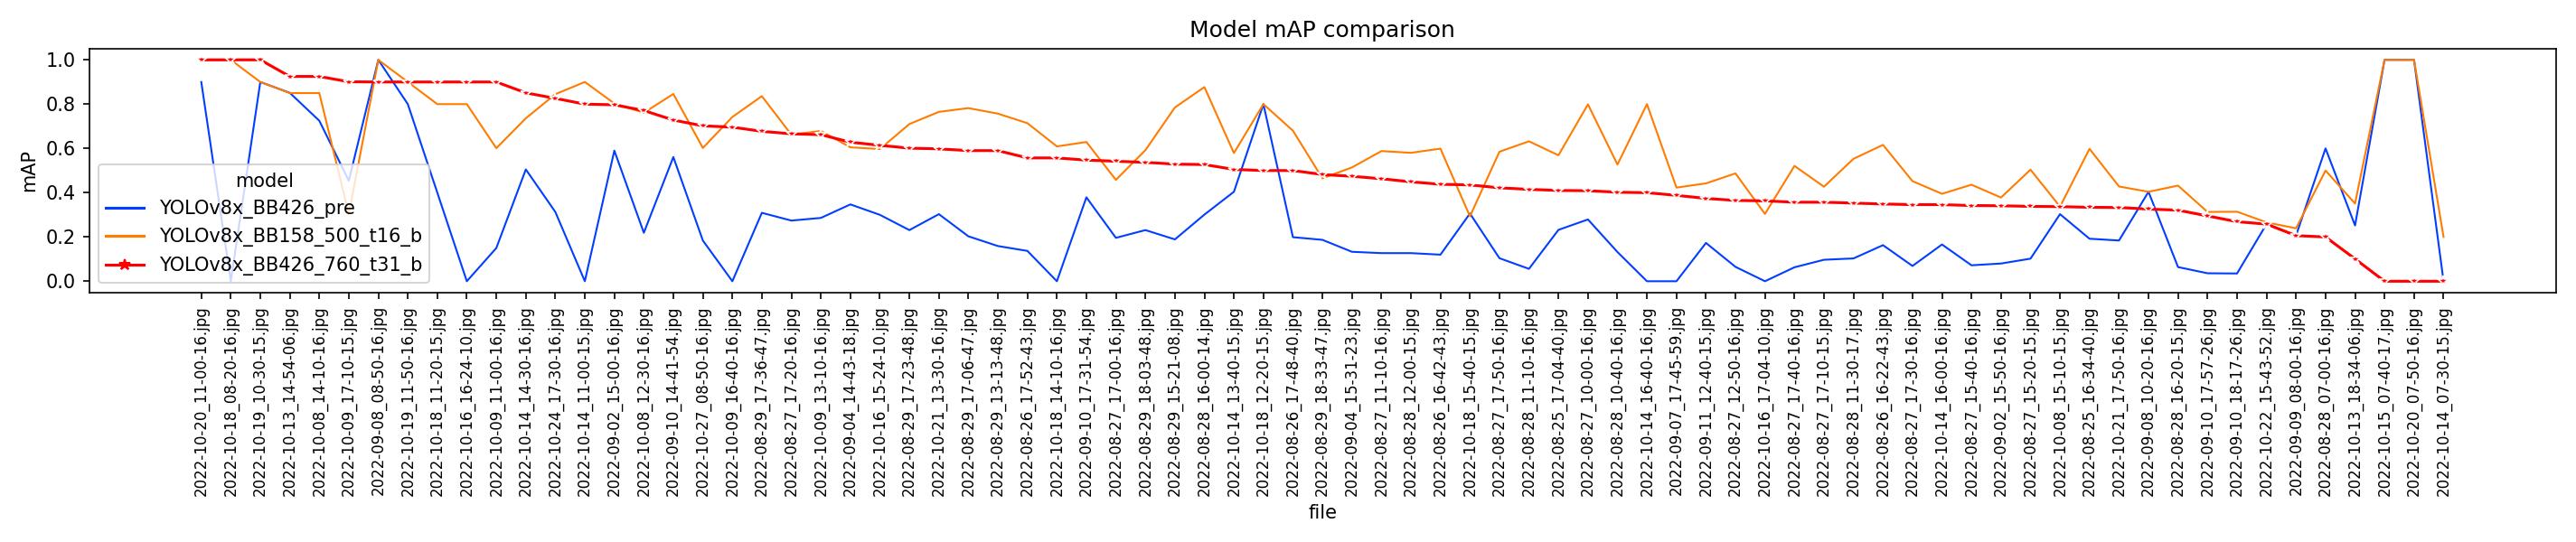 Model mAP comparison
1.0
0.8
0.6
0.4
0.2
0.0
mAP
model
YOLOv8x_BB426_pre
YOLOv8x_BB158_500_t16_b
YOLOv8x_BB426_760_t31_b
2022-10-20_11-00-16.jpg
2022-10-18_08-20-16.jpg
2022-10-19_10-30-15.jpg
2022-10-13_14-54-06.jpg
2022-10-08_14-10-16.jpg
2022-10-09_17-10-15.jpg
2022-09-08_08-50-16.jpg
2022-10-19_11-50-16.jpg
2022-10-18_11-20-15.jpg
2022-10-16_16-24-10.jpg
2022-10-09_11-00-16.jpg
2022-10-14_14-30-16.jpg
2022-10-24_17-30-16.jpg
2022-10-14_11-00-15.jpg
2022-09-02_15-00-16.jpg
2022-10-08_12-30-16.jpg
2022-09-10_14-41-54.jpg
2022-10-27_08-50-16.jpg
2022-10-09_16-40-16.jpg
2022-08-29_17-36-47.jpg
2022-08-27_17-20-16.jpg
2022-10-09_13-10-16.jpg
2022-09-04_14-43-18.jpg
2022-10-16_15-24-10.jpg
2022-08-29_17-23-48.jpg
2022-10-21_13-30-16.jpg
2022-08-29_17-06-47.jpg
2022-08-29_13-13-48.jpg
2022-08-26_17-52-43.jpg
2022-10-18_14-10-16.jpg
2022-09-10_17-31-54.jpg
2022-08-27_17-00-16.jpg
2022-08-29_18-03-48.jpg
2022-08-29_15-21-08.jpg
2022-08-28_16-00-14.jpg
2022-10-14_13-40-15.jpg
2022-10-18_12-20-15.jpg
2022-08-26_17-48-40.jpg
2022-08-29_18-33-47.jpg
2022-09-04_15-31-23.jpg
2022-08-27_11-10-16.jpg
2022-08-28_12-00-15.jpg
2022-08-26_16-42-43.jpg
2022-10-18_15-40-15.jpg
2022-08-27_17-50-16.jpg
2022-08-28_11-10-16.jpg
2022-08-25_17-04-40.jpg
2022-08-27_10-00-16.jpg
2022-08-28_10-40-16.jpg
2022-10-14_16-40-16.jpg
2022-09-07_17-45-59.jpg
2022-09-11_12-40-15.jpg
2022-08-27_12-50-16.jpg
2022-10-16_17-04-10.jpg
2022-08-27_17-40-16.jpg
2022-08-27_17-10-15.jpg
2022-08-28_11-30-17.jpg
2022-08-26_16-22-43.jpg
2022-08-27_17-30-16.jpg
2022-10-14_16-00-16.jpg
2022-08-27_15-40-16.jpg
2022-09-02_15-50-16.jpg
2022-08-27_15-20-15.jpg
2022-10-08_15-10-15.jpg
2022-08-25_16-34-40.jpg
2022-10-21_17-50-16.jpg
2022-09-08_10-20-16.jpg
2022-08-28_16-20-15.jpg
2022-09-10_17-57-26.jpg
2022-09-10_18-17-26.jpg
2022-10-22_15-43-52.jpg
2022-09-09_08-00-16.jpg
2022-08-28_07-00-16.jpg
2022-10-13_18-34-06.jpg
2022-10-15_07-40-17.jpg
2022-10-20_07-50-16.jpg
2022-10-14_07-30-15.jpg
file